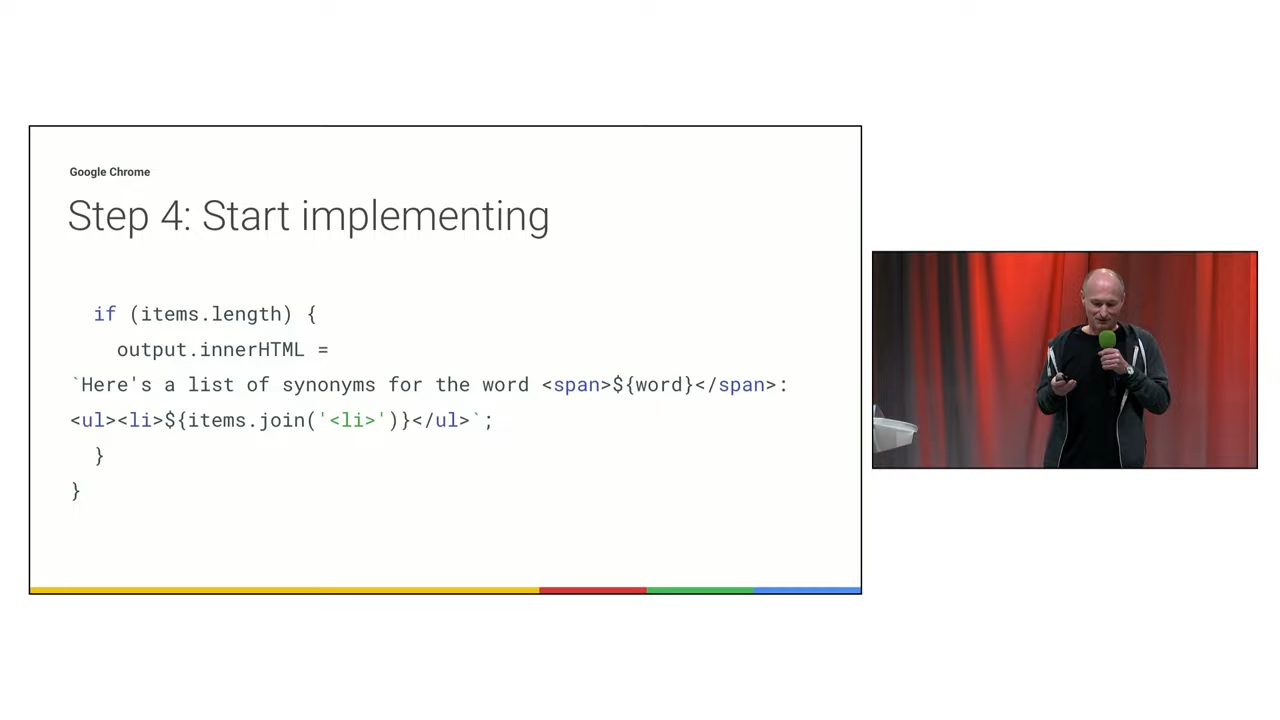 Google Chrome
Step 4: Start implementing
if (items.length) {
output.innerHTML =
`Here's a list of synonyms for the word <span>${word}</span>:
<ul><li>${items.join('<li>')}</ul>`;
}
}